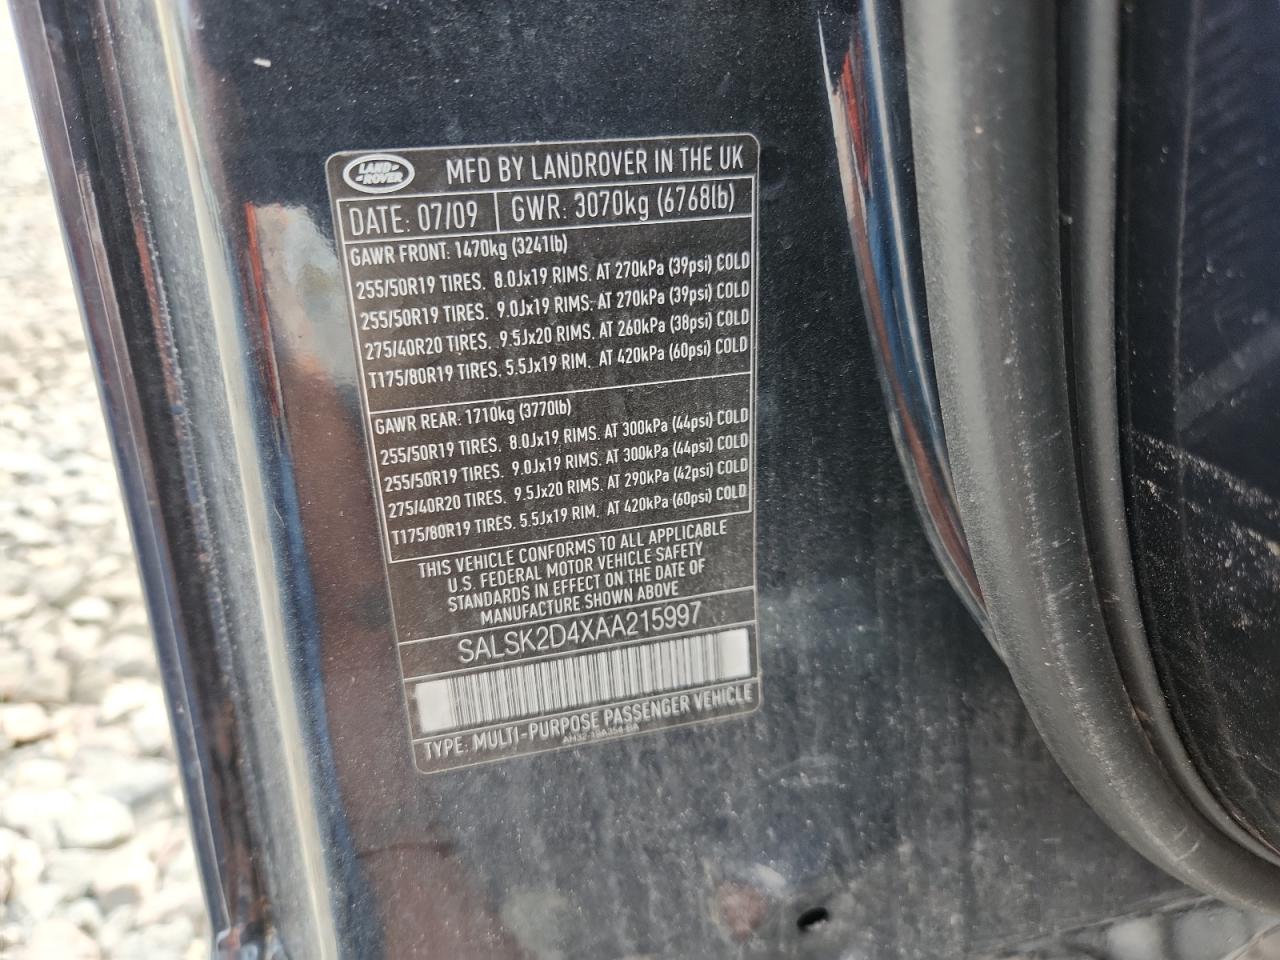 LAND ROVER
MFD BY LANDROVER IN THE UK
DATE: 07/09 GWR: 3070kg (6768lb)
GAWR FRONT: 1470kg (3241lb)
255/50R19 TIRES. 8.0Jx19 RIMS. AT 270kPa (39psi) COLD
255/50R19 TIRES. 9.0Jx19 RIMS. AT 270kPa (39psi) COLD
275/40R20 TIRES. 9.5Jx20 RIMS. AT 260kPa (38psi) COLD
T175/80R19 TIRES. 5.5Jx19 RIM. AT 420kPa (60psi) COLD
GAWR REAR: 1710kg (3770lb)
255/50R19 TIRES. 8.0Jx19 RIMS. AT 300kPa (44psi) COLD
255/50R19 TIRES. 9.0Jx19 RIMS. AT 300kPa (44psi) COLD
275/40R20 TIRES. 9.5Jx20 RIMS. AT 290kPa (42psi) COLD
T175/80R19 TIRES. 5.5Jx19 RIM. AT 420kPa (60psi) COLD
THIS VEHICLE CONFORMS TO ALL APPLICABLE
U.S. FEDERAL MOTOR VEHICLE SAFETY
STANDARDS IN EFFECT ON THE DATE OF
MANUFACTURE SHOWN ABOVE
SALSK2D4XAA215997
TYPE: MULTI-PURPOSE PASSENGER VEHICLE